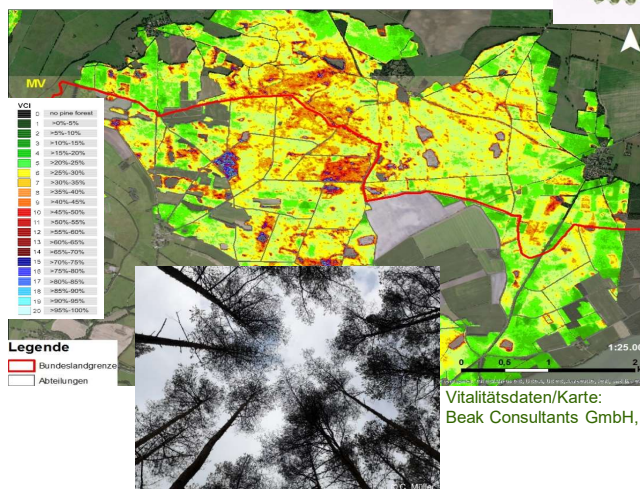 MV
VCI
0 no pine forest
1 >0%-5%
2 >5%-10%
3 >10%-15%
4 >15%-20%
5 >20%-25%
6 >25%-30%
7 >30%-35%
8 >35%-40%
9 >40%-45%
10 >45%-50%
11 >50%-55%
12 >55%-60%
13 >60%-65%
14 >65%-70%
15 >70%-75%
16 >75%-80%
17 >80%-85%
18 >85%-90%
19 >90%-95%
20 >95%-100%
Legende
Bundeslandgrenze
Abteilungen
1:25.00
0 0,5 1 2
Vitalitätsdaten/Karte:
Beak Consultants GmbH,
C. Müller